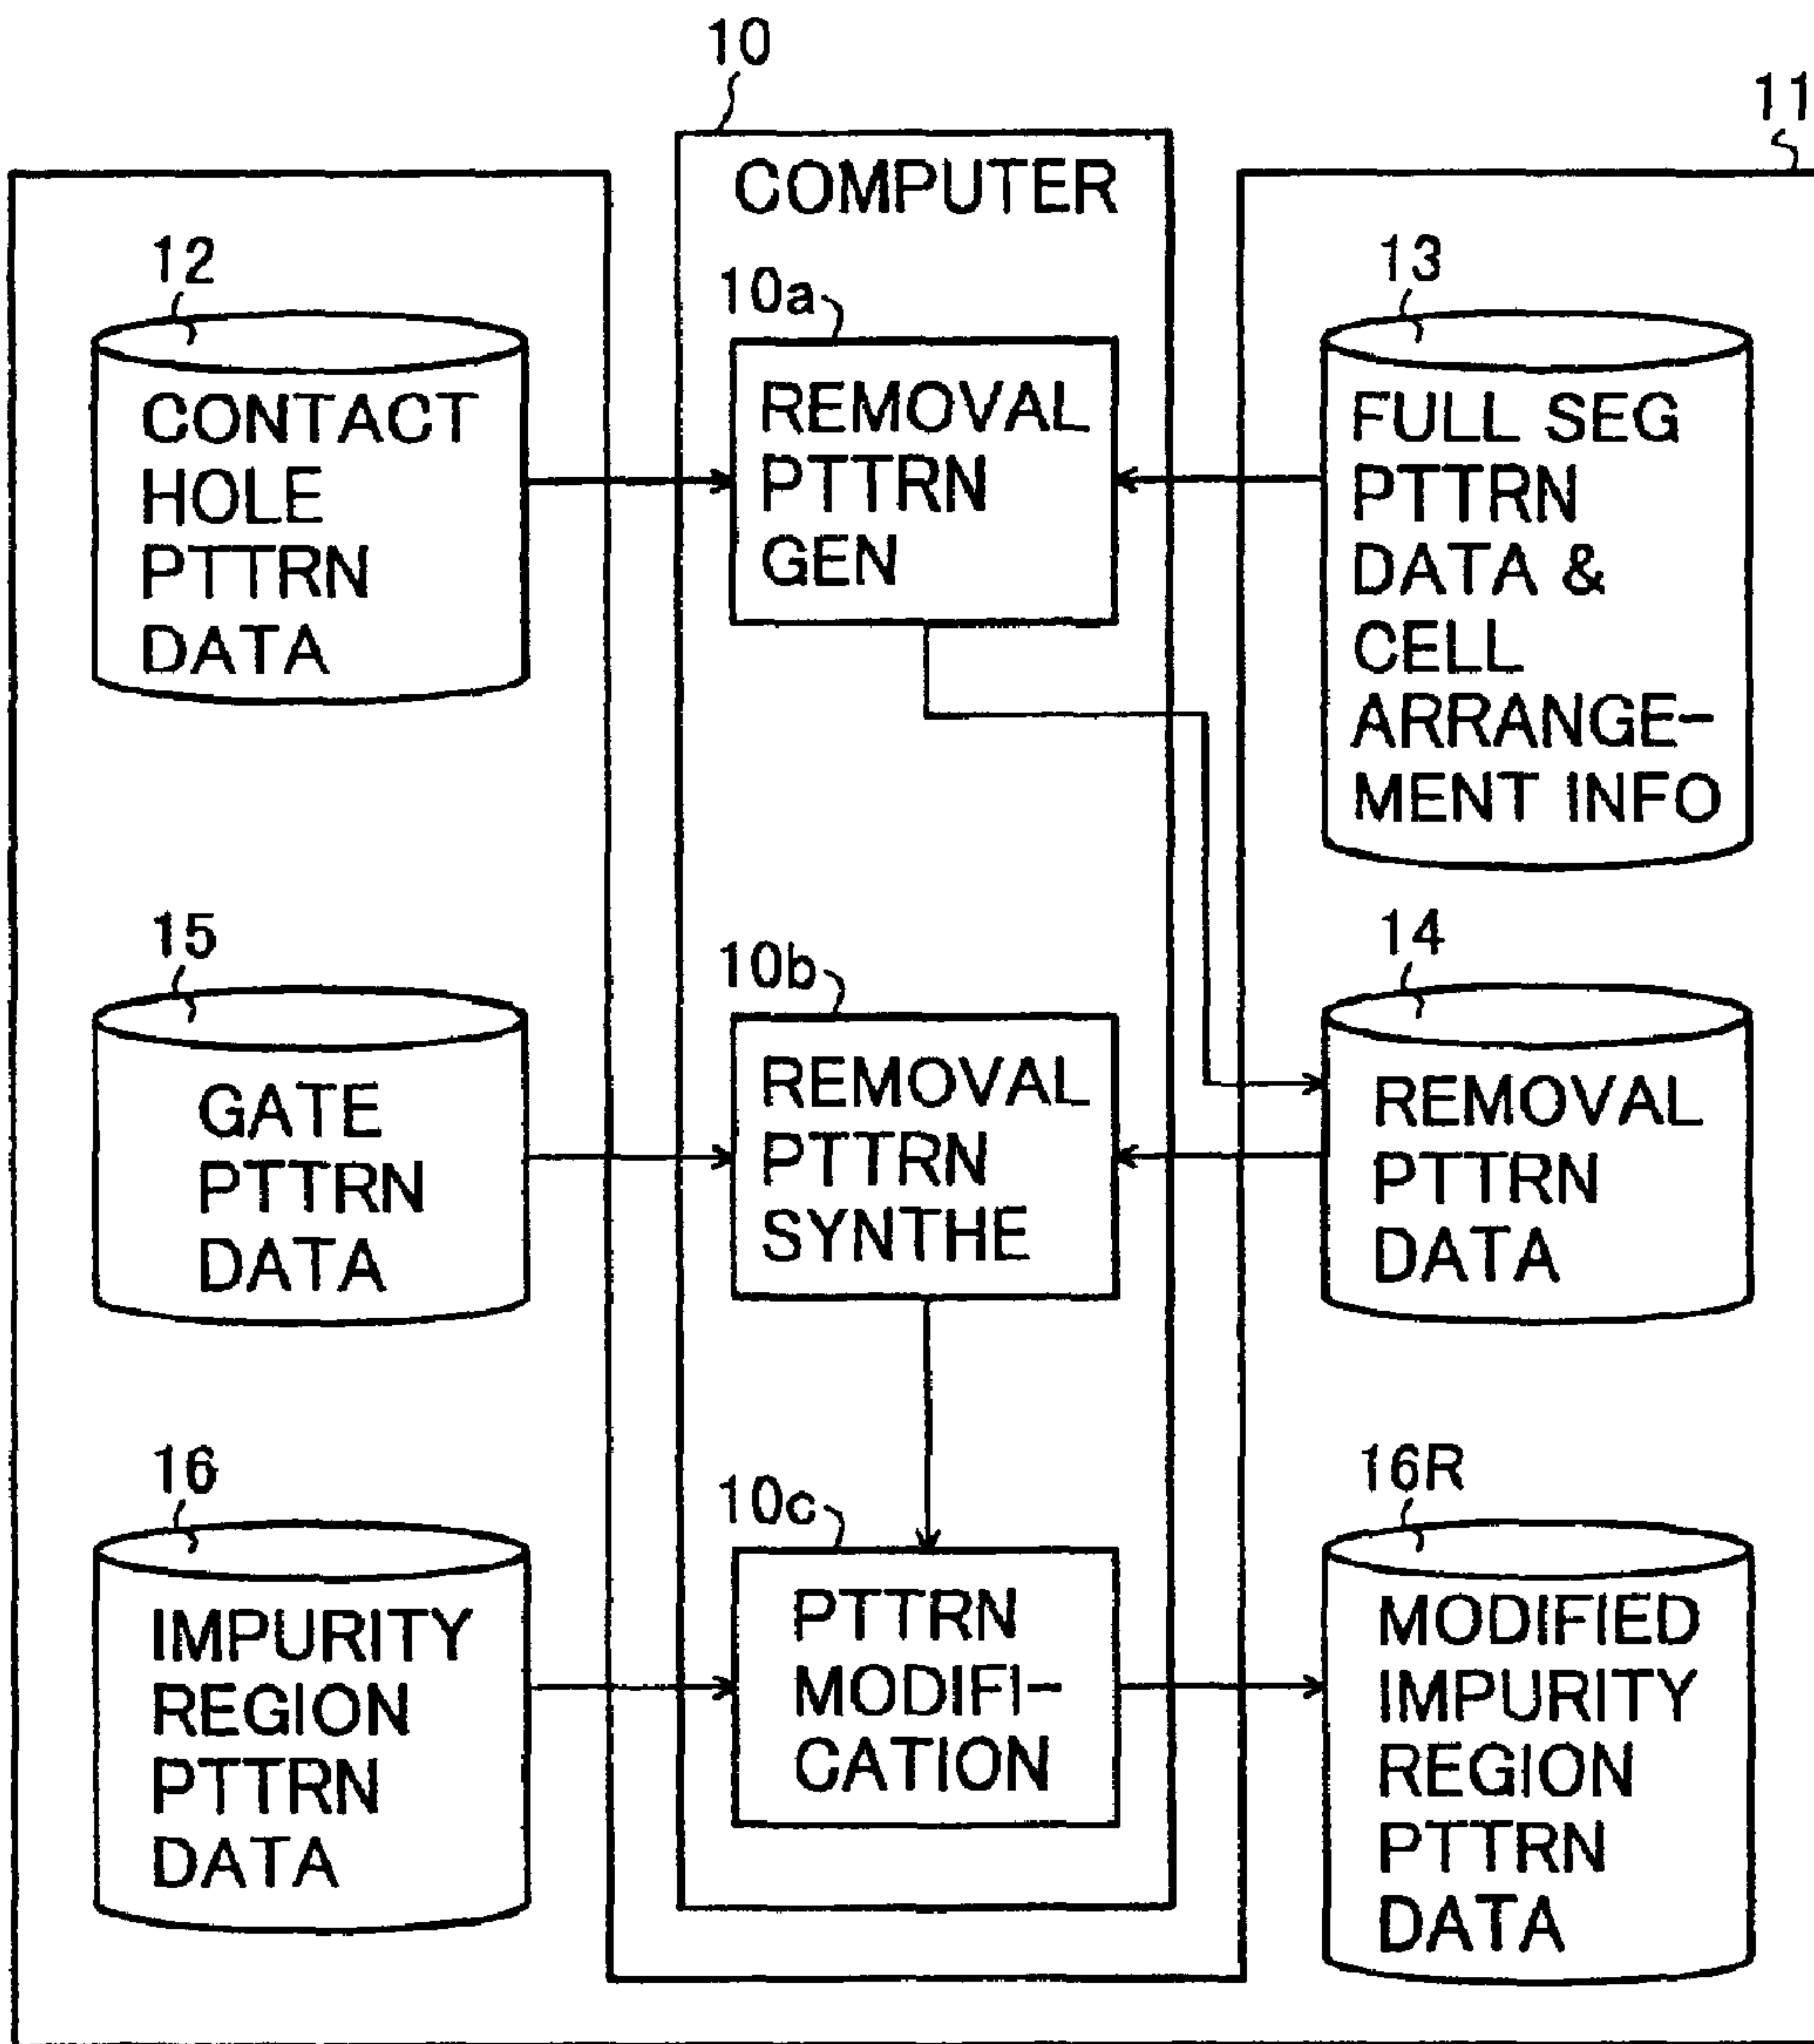 10
11
COMPUTER
12
CONTACT
HOLE
PTTRN
DATA
10a
REMOVAL
PTTRN
GEN
13
FULL SEG
PTTRN
DATA &
CELL
ARRANGE-
MENT INFO
15
GATE
PTTRN
DATA
10b
REMOVAL
PTTRN
SYNTHE
14
REMOVAL
PTTRN
DATA
16
IMPURITY
REGION
PTTRN
DATA
10c
PTTRN
MODIFI-
CATION
16R
MODIFIED
IMPURITY
REGION
PTTRN
DATA